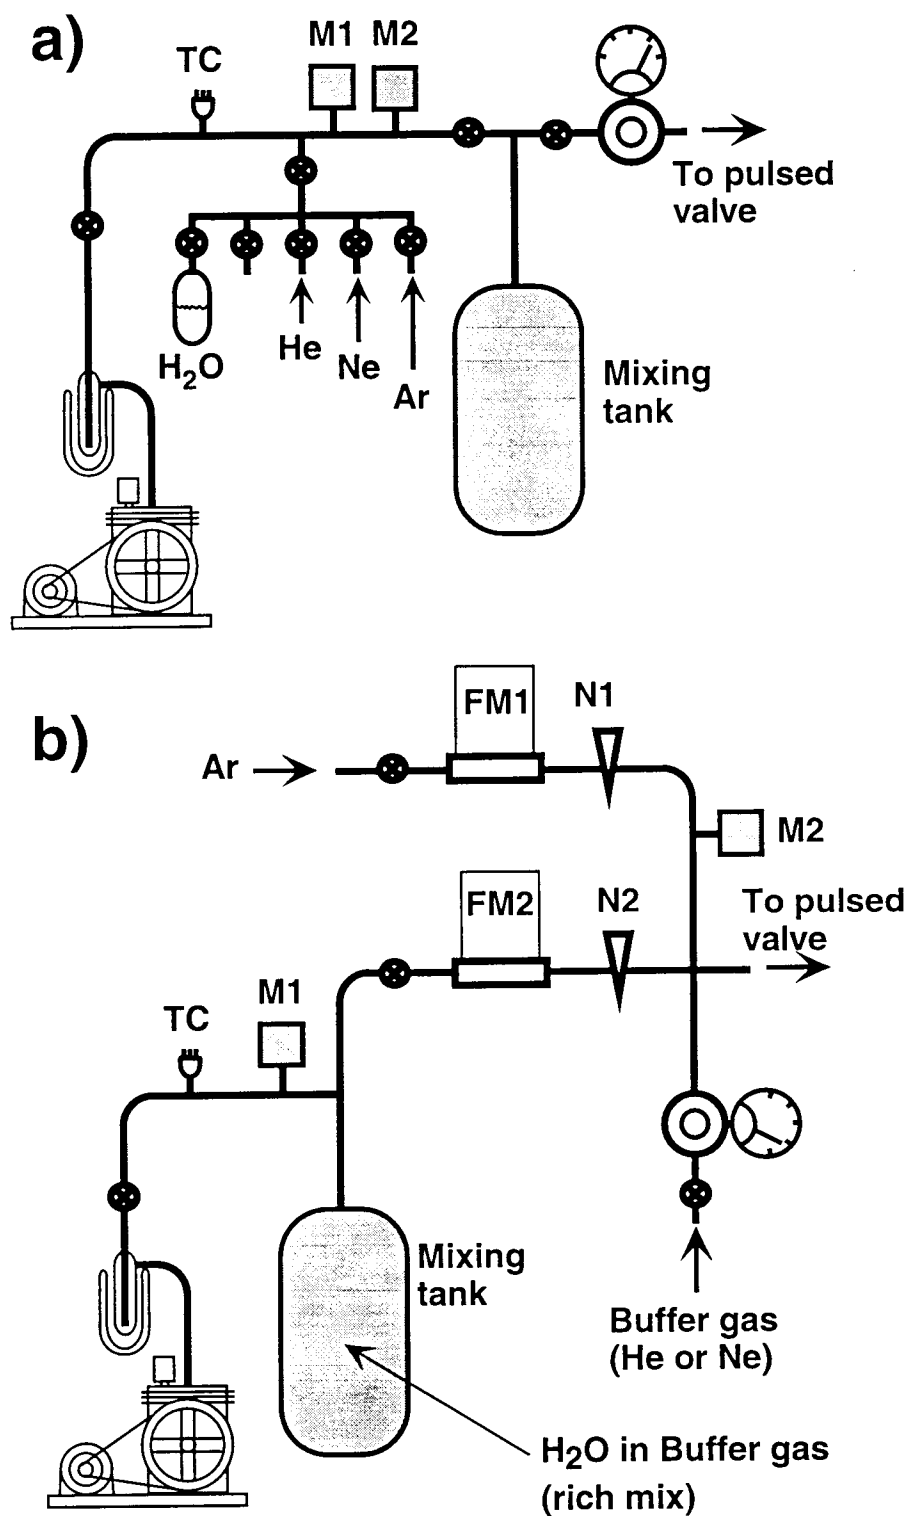 a)
TC
M1
M2
To pulsed
valve
H₂O
He
Ne
Ar
Mixing
tank
b)
FM1
N1
Ar
M2
FM2
N2
To pulsed
valve
M1
TC
Mixing
tank
Buffer gas
(He or Ne)
H₂O in Buffer gas
(rich mix)